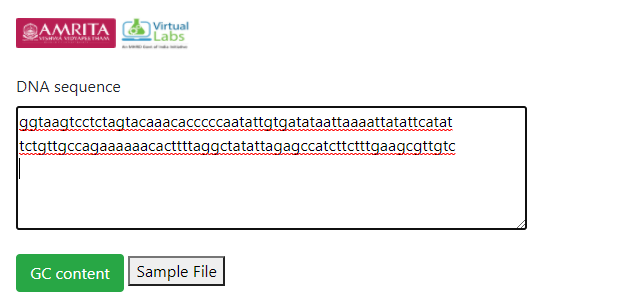 AMRITA
VISHWA VIDYAPEETHAM
Virtual
Labs
An MHRD Govt of India Initiative
DNA sequence
ggtaagtcctctagtacaaacacccccaatattgtgatataattaaaattatattcatat
tctgttgccagaaaaaacacttttaggctatattagagccatcttctttgaagcgttgtc
GC content
Sample File